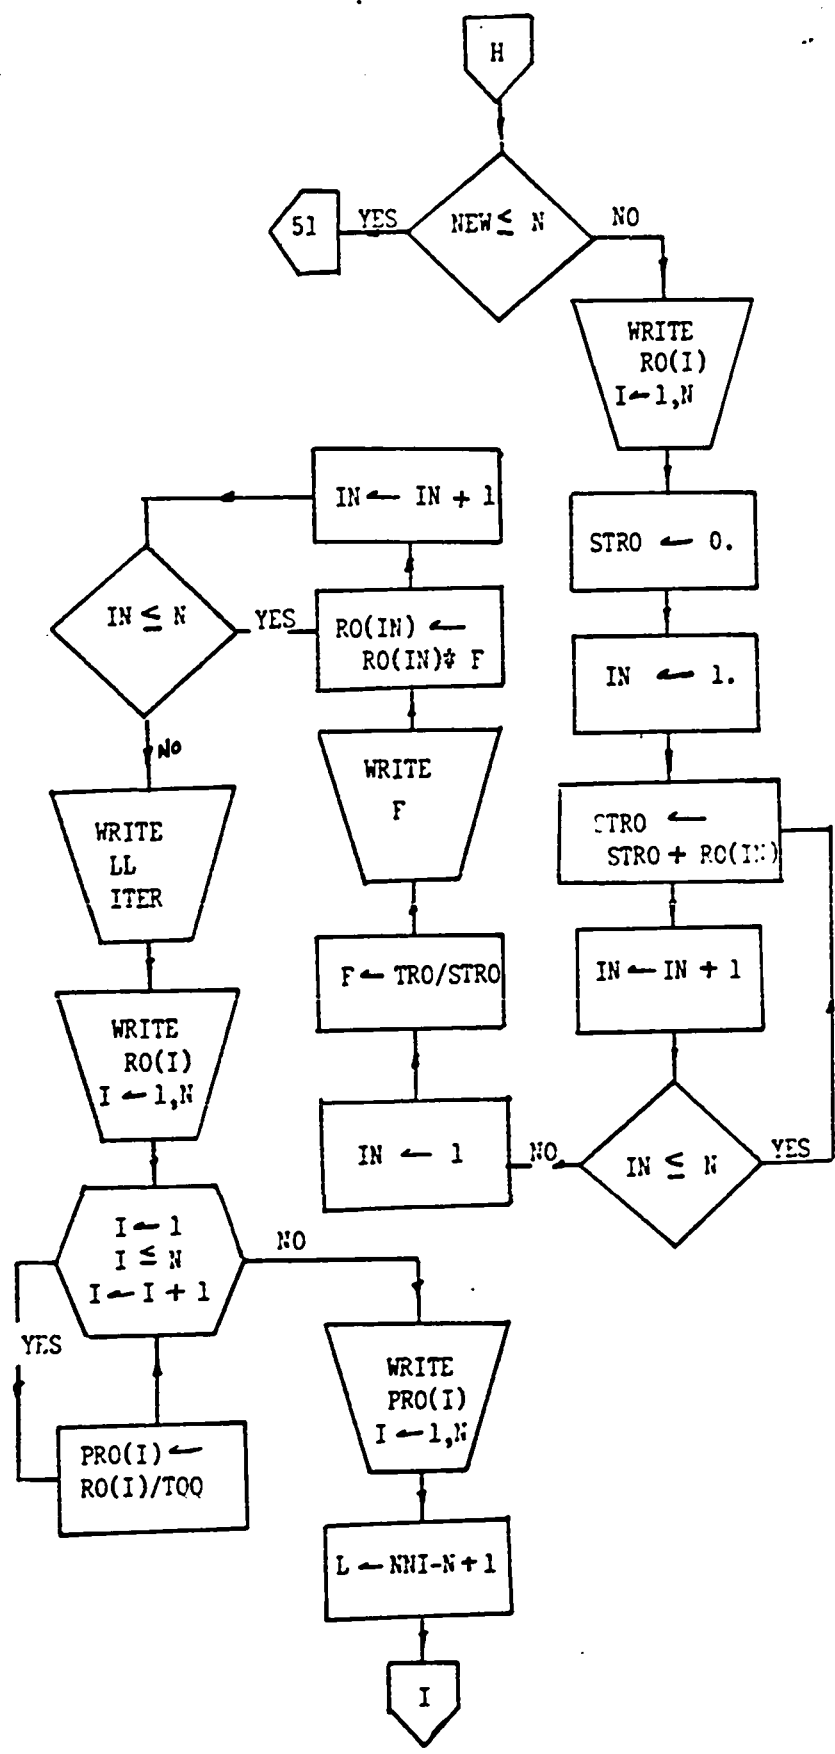 H
NEW ≤ N
YES
51
NO
WRITE
RO(I)
I←1,N
STRO ← 0.
IN ← 1.
STRO ←
STRO + RO(IN)
IN ← IN + 1
IN ≤ N
YES
NO
IN ← 1
F ← TRO/STRO
WRITE
F
RO(IN) ←
RO(IN)* F
IN ← IN + 1
IN ≤ N
YES
NO
WRITE
LL
ITER
WRITE
RO(I)
I ← 1,N
I ← 1
I ≤ N
I ← I + 1
YES
PRO(I) ←
RO(I)/TQQ
NO
WRITE
PRO(I)
I ← 1,N
L ← NNI-N + 1
I